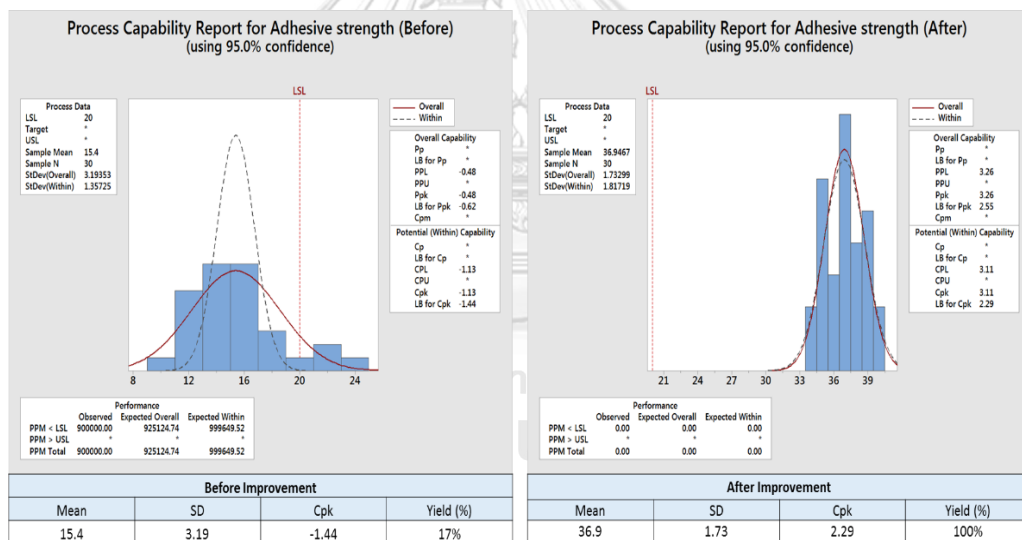 Process Capability Report for Adhesive strength (Before)
(using 95.0% confidence)
LSL
Process Data
LSL 20
Target *
USL *
Sample Mean 15.4
Sample N 30
StDev(Overall) 3.19353
StDev(Within) 1.35725
Overall
Within
Overall Capability
Pp *
LB for Pp *
PPL -0.48
PPU *
Ppk -0.48
LB for Ppk -0.62
Cpm *
Potential (Within) Capability
Cp *
LB for Cp *
CPL -1.13
CPU *
Cpk -1.13
LB for Cpk -1.44
8 12 16 20 24
Performance
Observed Expected Overall Expected Within
PPM < LSL 900000.00 925124.74 999649.52
PPM > USL * * *
PPM Total 900000.00 925124.74 999649.52
Before Improvement
Mean SD Cpk Yield (%)
15.4 3.19 -1.44 17%
Process Capability Report for Adhesive strength (After)
(using 95.0% confidence)
LSL
Process Data
LSL 20
Target *
USL *
Sample Mean 36.9467
Sample N 30
StDev(Overall) 1.73299
StDev(Within) 1.81719
Overall
Within
Overall Capability
Pp *
LB for Pp *
PPL 3.26
PPU *
Ppk 3.26
LB for Ppk 2.55
Cpm *
Potential (Within) Capability
Cp *
LB for Cp *
CPL 3.11
CPU *
Cpk 3.11
LB for Cpk 2.29
21 24 27 30 33 36 39
Performance
Observed Expected Overall Expected Within
PPM < LSL 0.00 0.00 0.00
PPM > USL * * *
PPM Total 0.00 0.00 0.00
After Improvement
Mean SD Cpk Yield (%)
36.9 1.73 2.29 100%